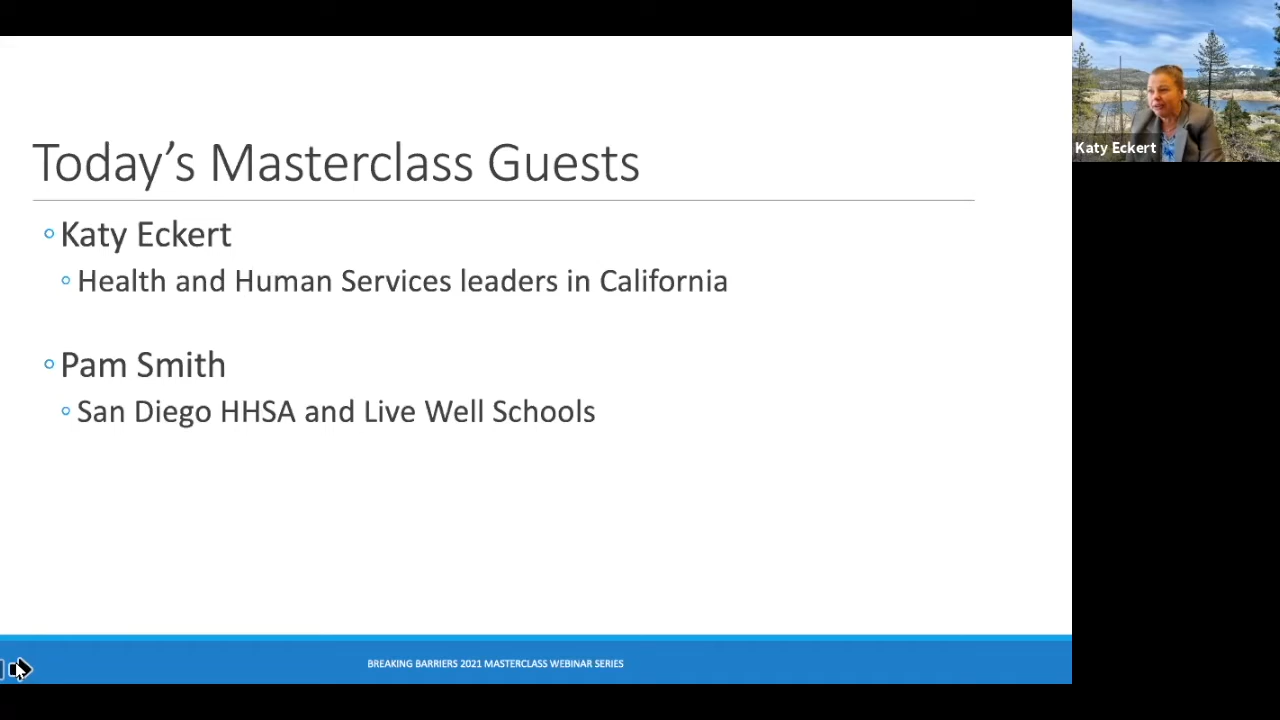 Today's Masterclass Guests
Katy Eckert
Health and Human Services leaders in California
Pam Smith
San Diego HHSA and Live Well Schools
BREAKING BARRIERS 2021 MASTERCLASS WEBINAR SERIES
Katy Eckert